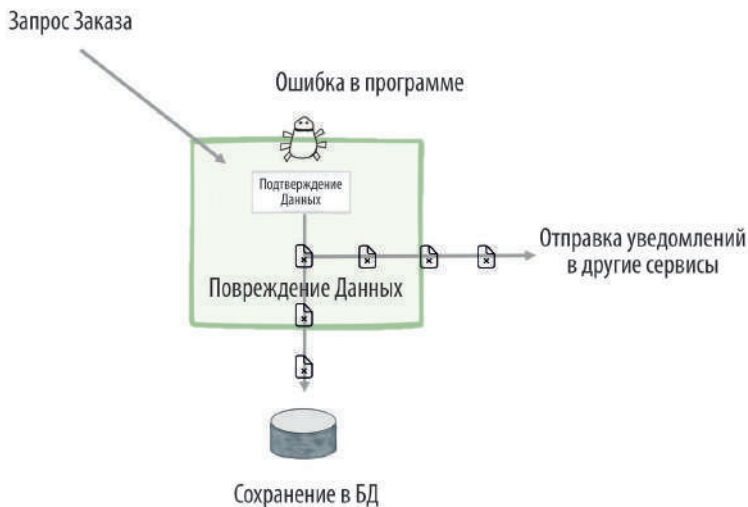 Запрос Заказа
Ошибка в программе
Подтверждение
Данных
Отправка уведомлений
в другие сервисы
Повреждение Данных
Сохранение в БД